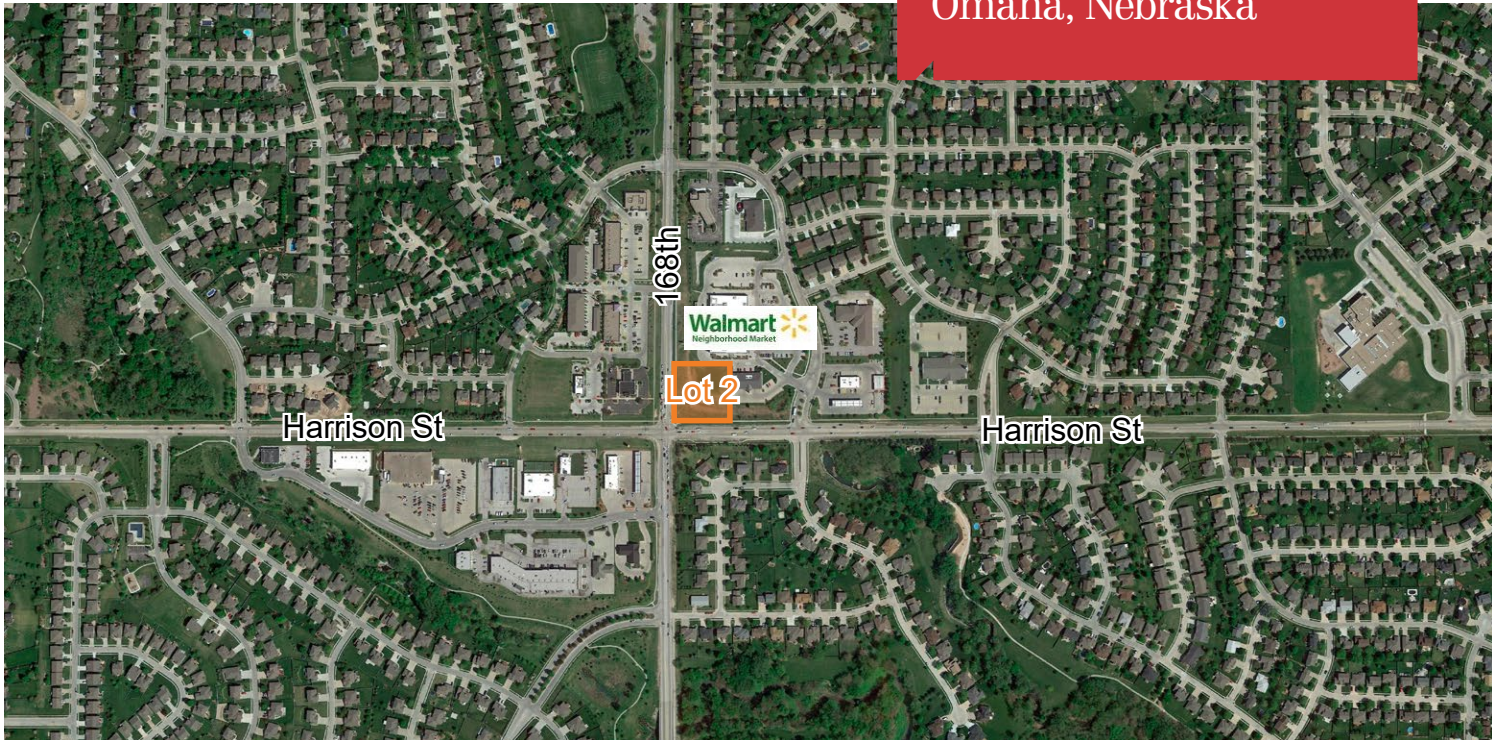 Omaha, Nebraska
168th
Walmart
Neighborhood Market
Lot 2
Harrison St
Harrison St